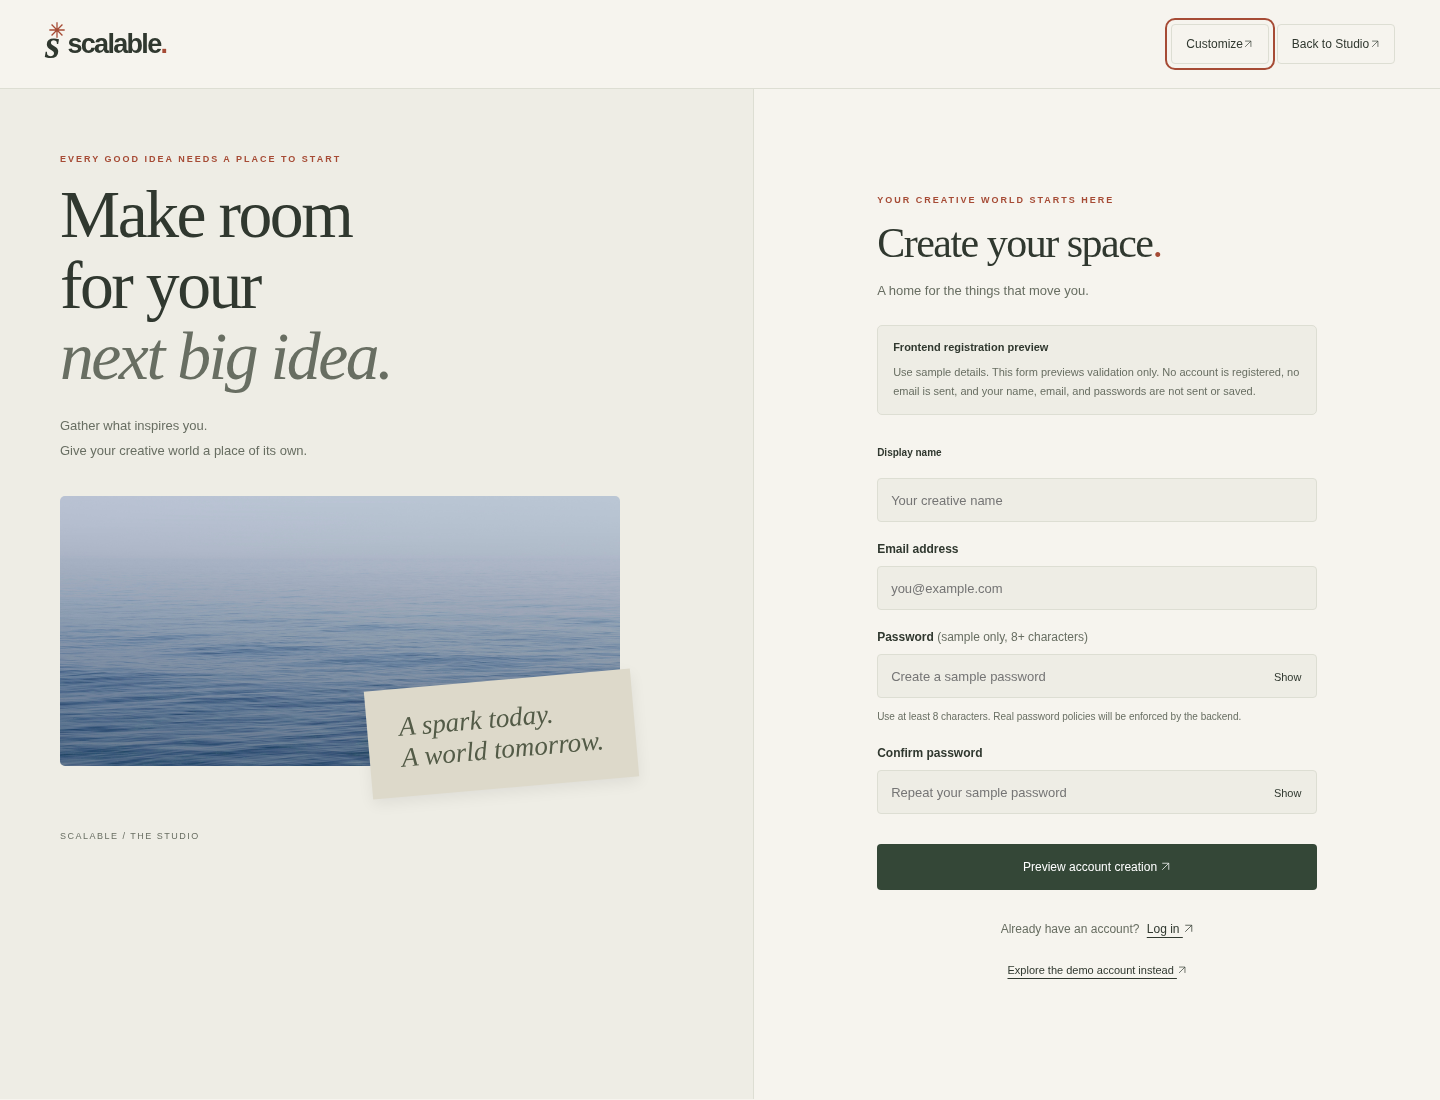 s scalable.
Customize
Back to Studio
EVERY GOOD IDEA NEEDS A PLACE TO START
Make room
for your
next big idea.
Gather what inspires you.
Give your creative world a place of its own.
A spark today.
A world tomorrow.
SCALABLE / THE STUDIO
YOUR CREATIVE WORLD STARTS HERE
Create your space.
A home for the things that move you.
Frontend registration preview
Use sample details. This form previews validation only. No account is registered, no
email is sent, and your name, email, and passwords are not sent or saved.
Display name
Your creative name
Email address
you@example.com
Password (sample only, 8+ characters)
Create a sample password Show
Use at least 8 characters. Real password policies will be enforced by the backend.
Confirm password
Repeat your sample password Show
Preview account creation
Already have an account? Log in
Explore the demo account instead